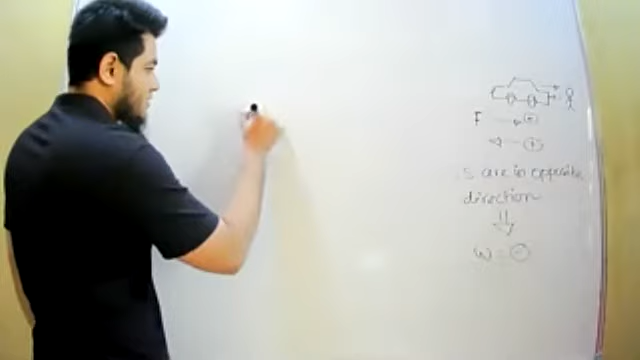 F → (-)
◁— (+)
s are in opposite
direction
⇓
W = (-)